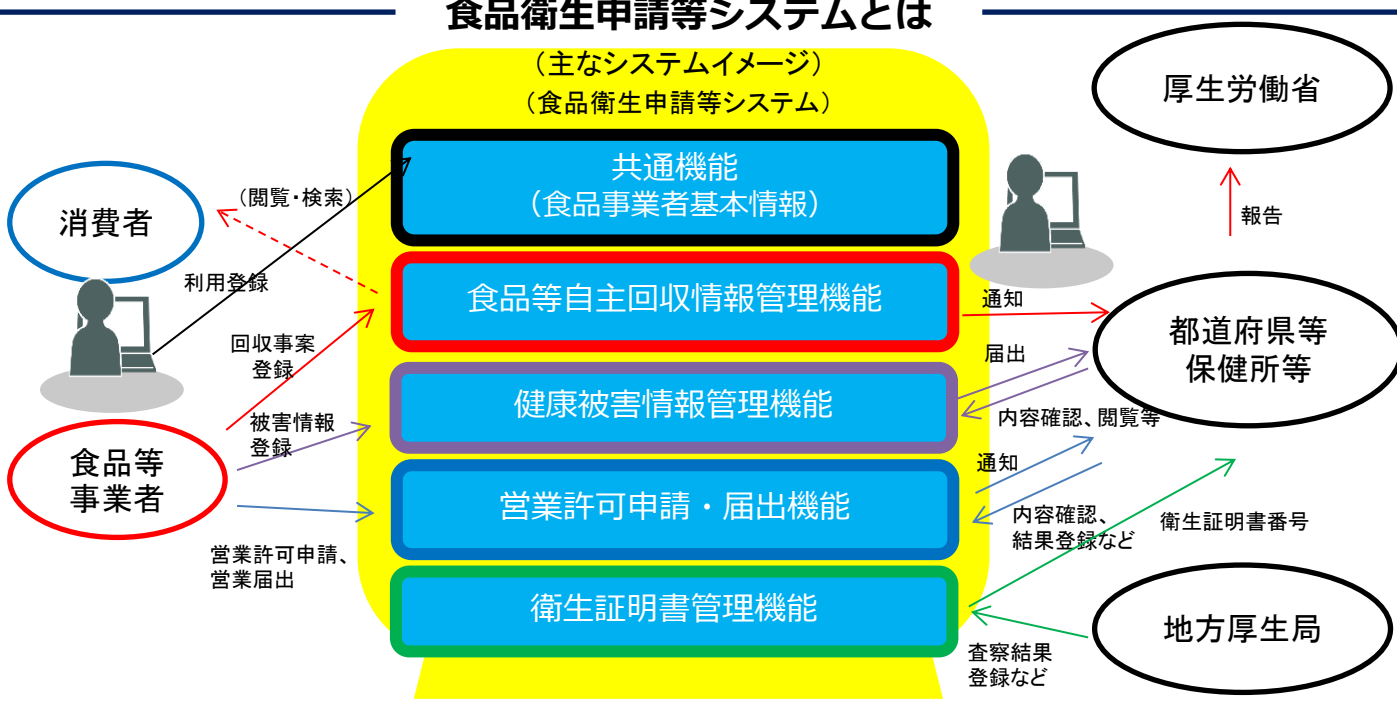 食品衛生申請等システムとは
（主なシステムイメージ）
（食品衛生申請等システム）
厚生労働省
共通機能
（食品事業者基本情報）
消費者
（閲覧・検索）
報告
利用登録
食品等自主回収情報管理機能
通知
都道府県等
保健所等
回収事案
登録
届出
健康被害情報管理機能
内容確認、閲覧等
被害情報
登録
食品等
事業者
通知
営業許可申請・届出機能
内容確認、
結果登録など
衛生証明書番号
営業許可申請、
営業届出
衛生証明書管理機能
地方厚生局
査察結果
登録など